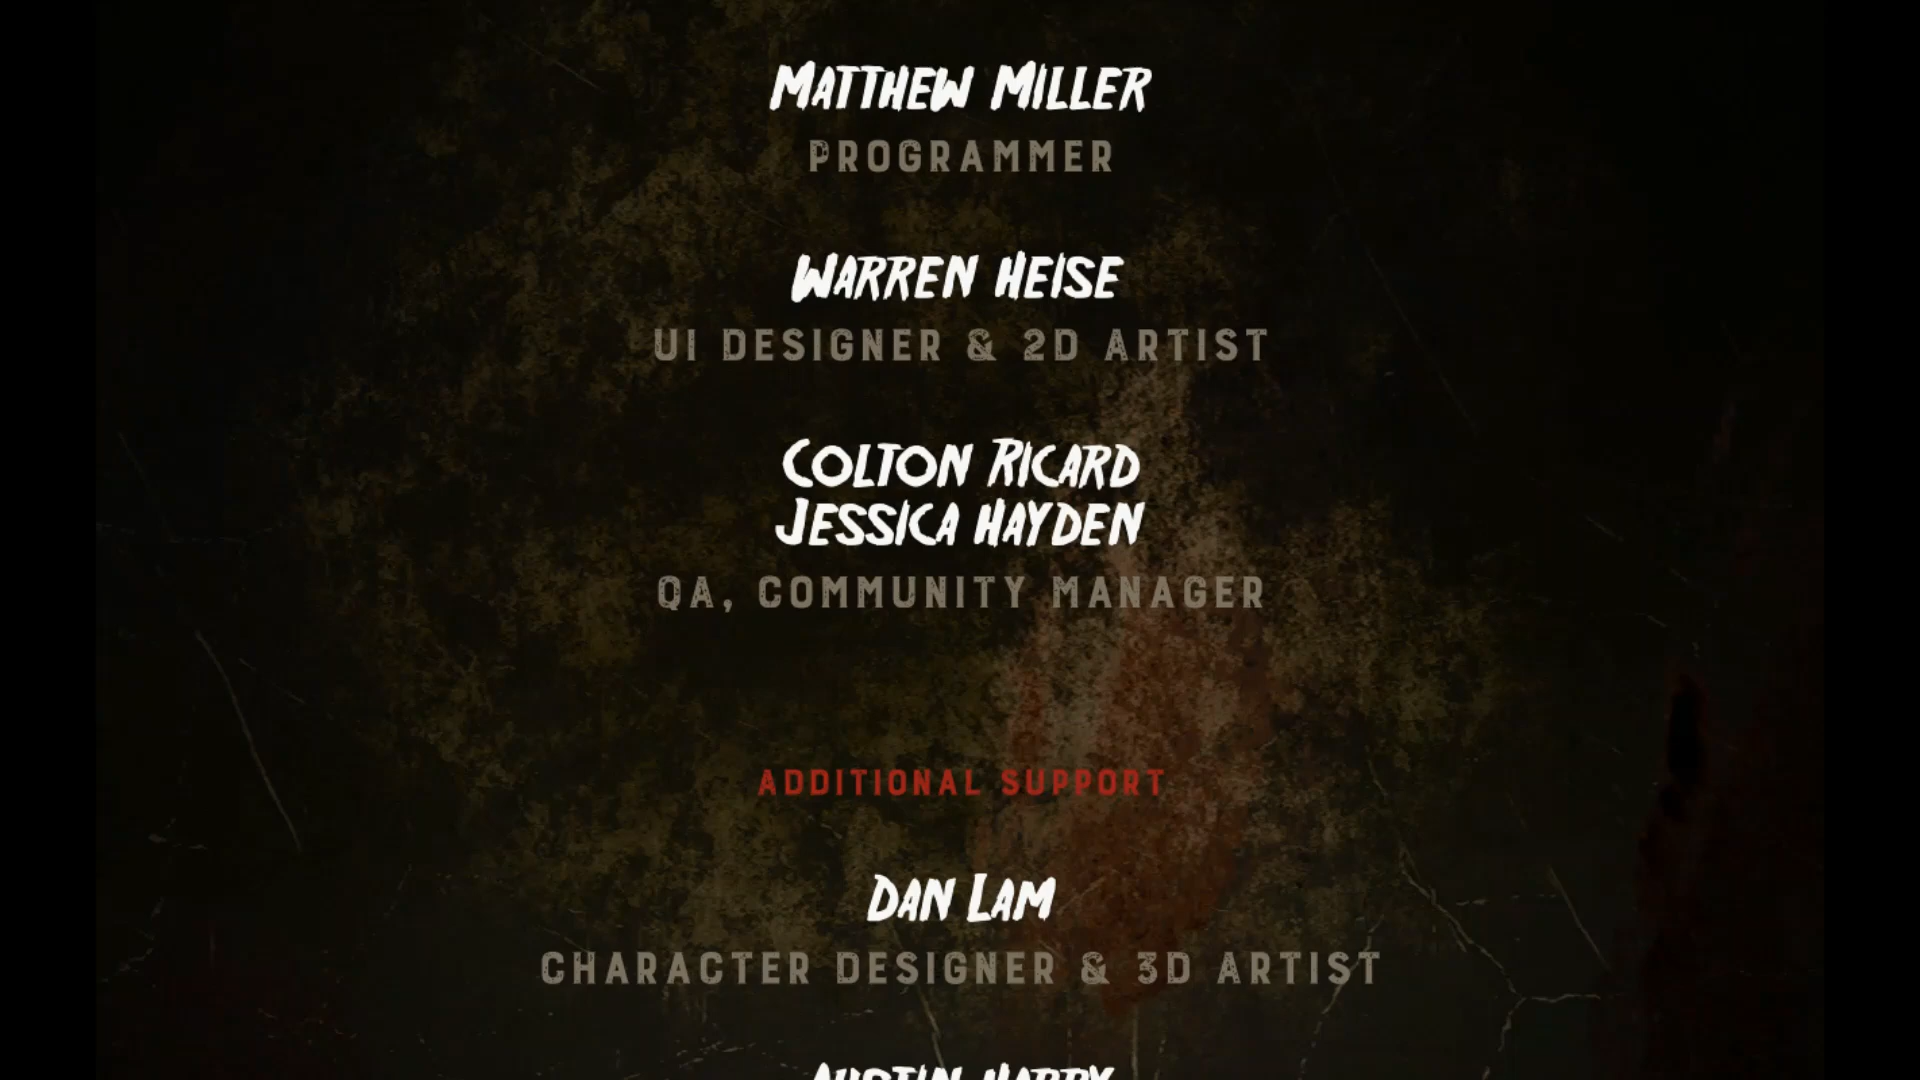 MATTHEW MILLER
PROGRAMMER
WARREN HEISE
UI DESIGNER & 2D ARTIST
COLTON RICARD
JESSICA HAYDEN
QA, COMMUNITY MANAGER
ADDITIONAL SUPPORT
DAN LAM
CHARACTER DESIGNER & 3D ARTIST